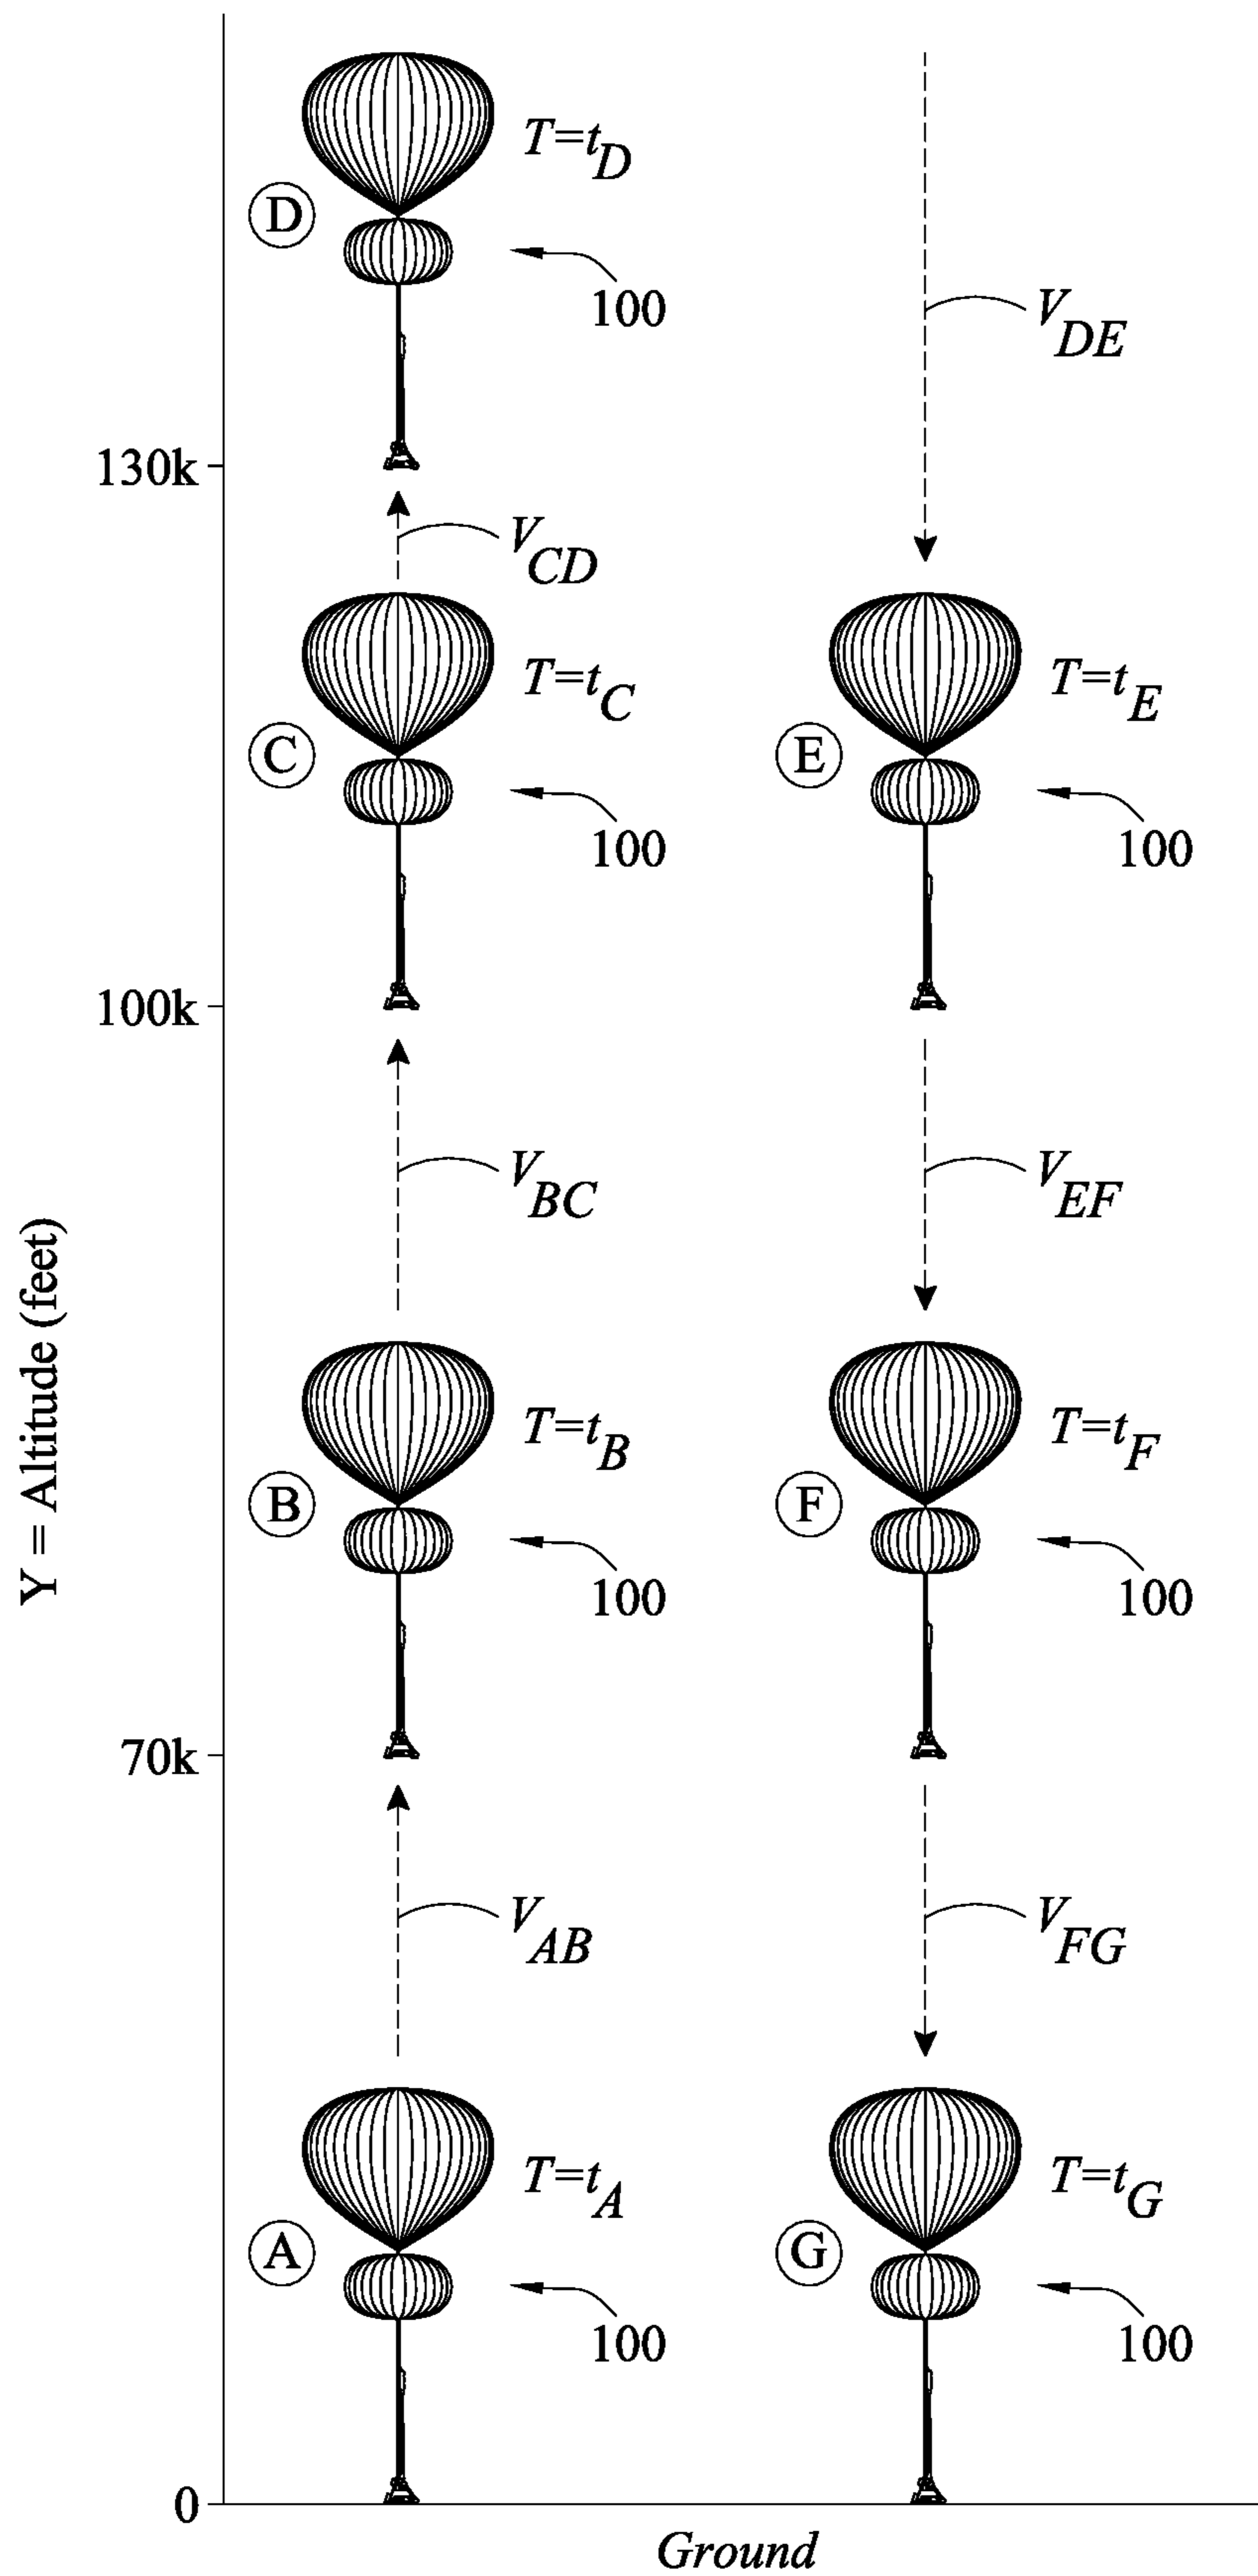 T=tD
D
100
VDE
130k
VCD
T=tC
T=tE
C
E
100
100
100k
VBC
VEF
Y = Altitude (feet)
T=tB
T=tF
B
F
100
100
70k
VAB
VFG
T=tA
T=tG
A
G
100
100
0
Ground